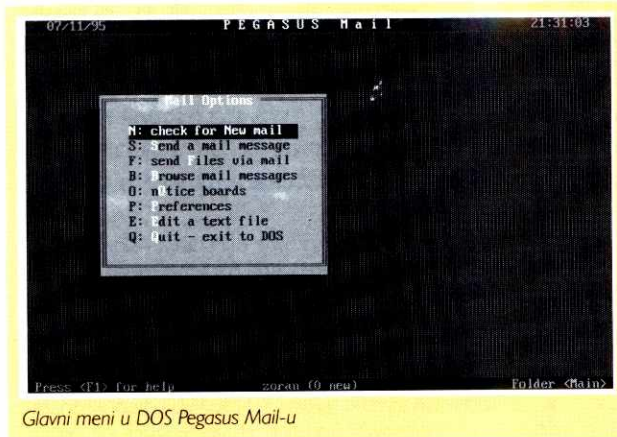 07/11/95 PEGASUS Mail 21:31:03
Mail Options
N: check for New mail
S: Send a mail message
F: send Files via mail
B: Browse mail messages
O: nOtice boards
P: Preferences
E: Edit a text file
Q: Quit - exit to DOS
Press <F1> for help zoran (0 new) Folder <Main>
Glavni meni u DOS Pegasus Mail-u